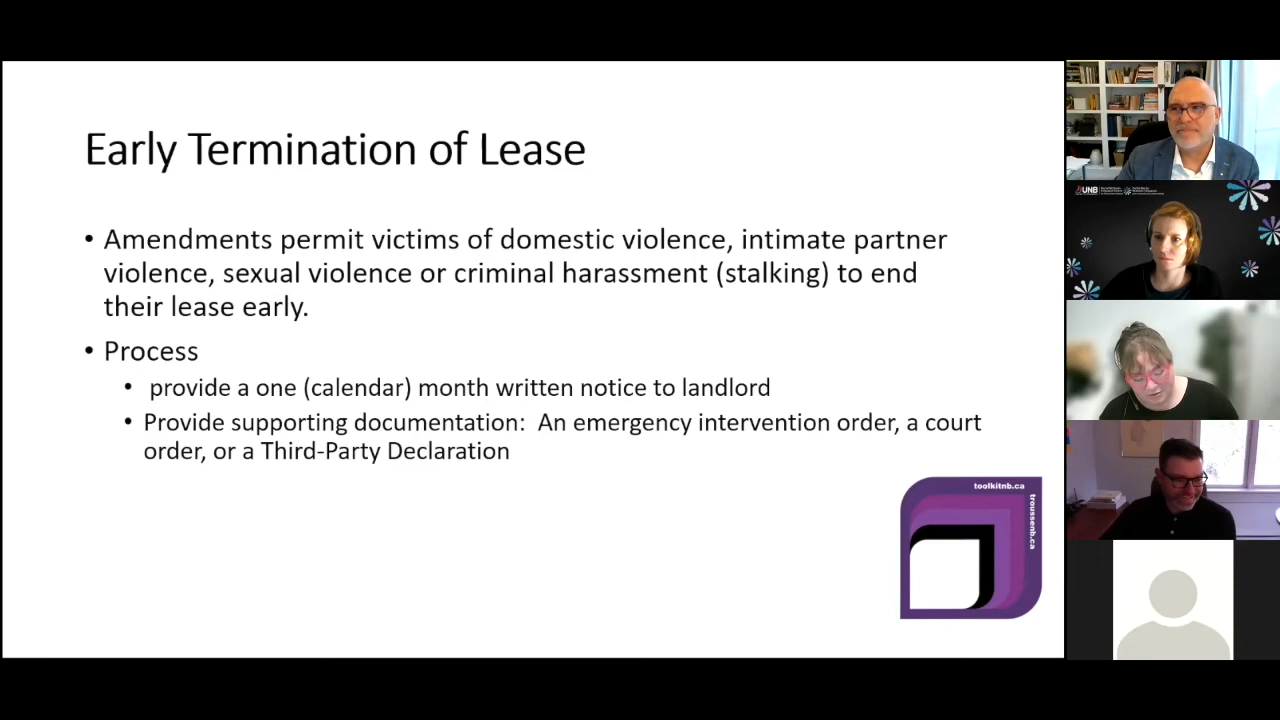 Early Termination of Lease
• Amendments permit victims of domestic violence, intimate partner
violence, sexual violence or criminal harassment (stalking) to end
their lease early.
• Process
• provide a one (calendar) month written notice to landlord
• Provide supporting documentation:  An emergency intervention order, a court
order, or a Third-Party Declaration
toolkitnb.ca
troussenb.ca
UNB